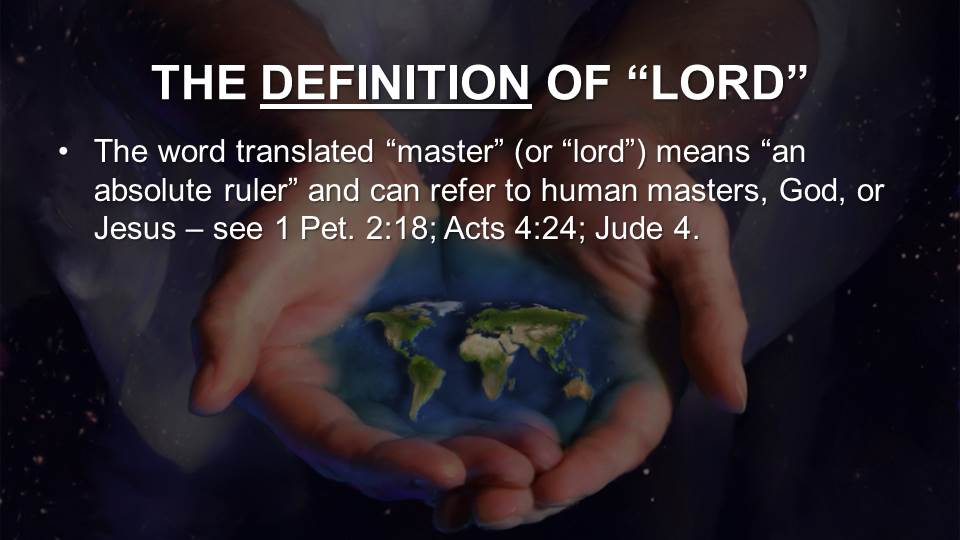 THE DEFINITION OF “LORD”
• The word translated “master” (or “lord”) means “an
absolute ruler” and can refer to human masters, God, or
Jesus – see 1 Pet. 2:18; Acts 4:24; Jude 4.